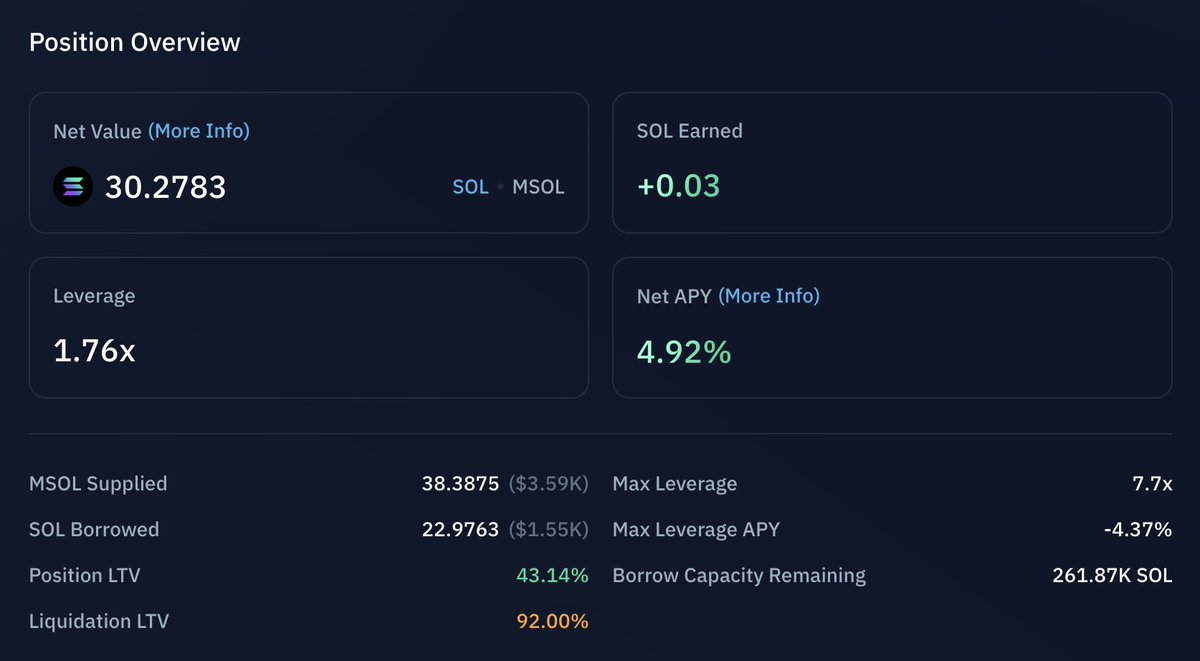 Position Overview
Net Value (More Info)
30.2783 SOL • MSOL
SOL Earned
+0.03
Leverage
1.76x
Net APY (More Info)
4.92%
MSOL Supplied 38.3875 ($3.59K)
SOL Borrowed 22.9763 ($1.55K)
Position LTV 43.14%
Liquidation LTV 92.00%
Max Leverage 7.7x
Max Leverage APY -4.37%
Borrow Capacity Remaining 261.87K SOL